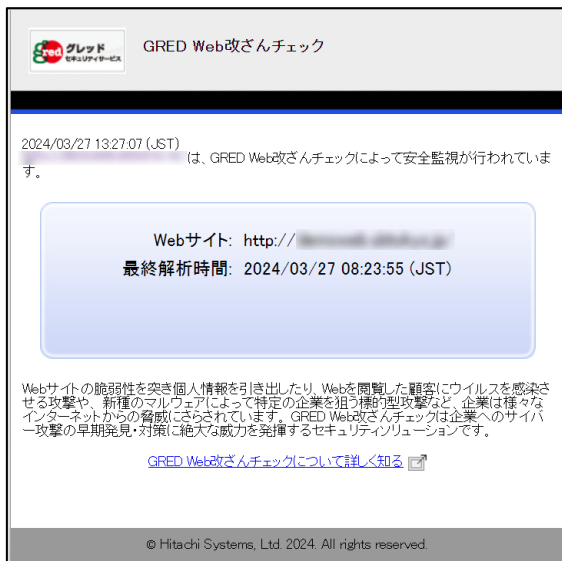 gred グレッド
セキュリティサービス
GRED Web改ざんチェック
2024/03/27 13:27:07 (JST)
は、GRED Web改ざんチェックによって安全監視が行われていま
す。
Webサイト: http://
最終解析時間: 2024/03/27 08:23:55 (JST)
Webサイトの脆弱性を突き個人情報を引き出したり、Webを閲覧した顧客にウイルスを感染さ
せる攻撃や、新種のマルウェアによって特定の企業を狙う標的型攻撃など、企業は様々な
インターネットからの脅威にさらされています。GRED Web改ざんチェックは企業へのサイバ
ー攻撃の早期発見・対策に絶大な威力を発揮するセキュリティソリューションです。
GRED Web改ざんチェックについて詳しく知る
© Hitachi Systems, Ltd. 2024. All rights reserved.